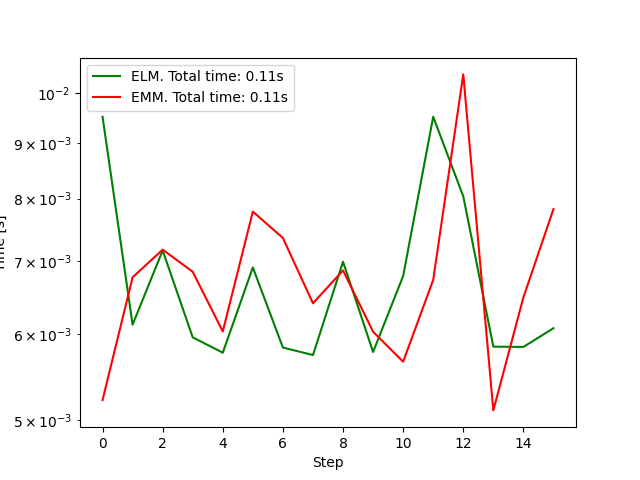 ELM. Total time: 0.11s
EMM. Total time: 0.11s
10⁻²
9 × 10⁻³
8 × 10⁻³
7 × 10⁻³
6 × 10⁻³
5 × 10⁻³
0 2 4 6 8 10 12 14
Step